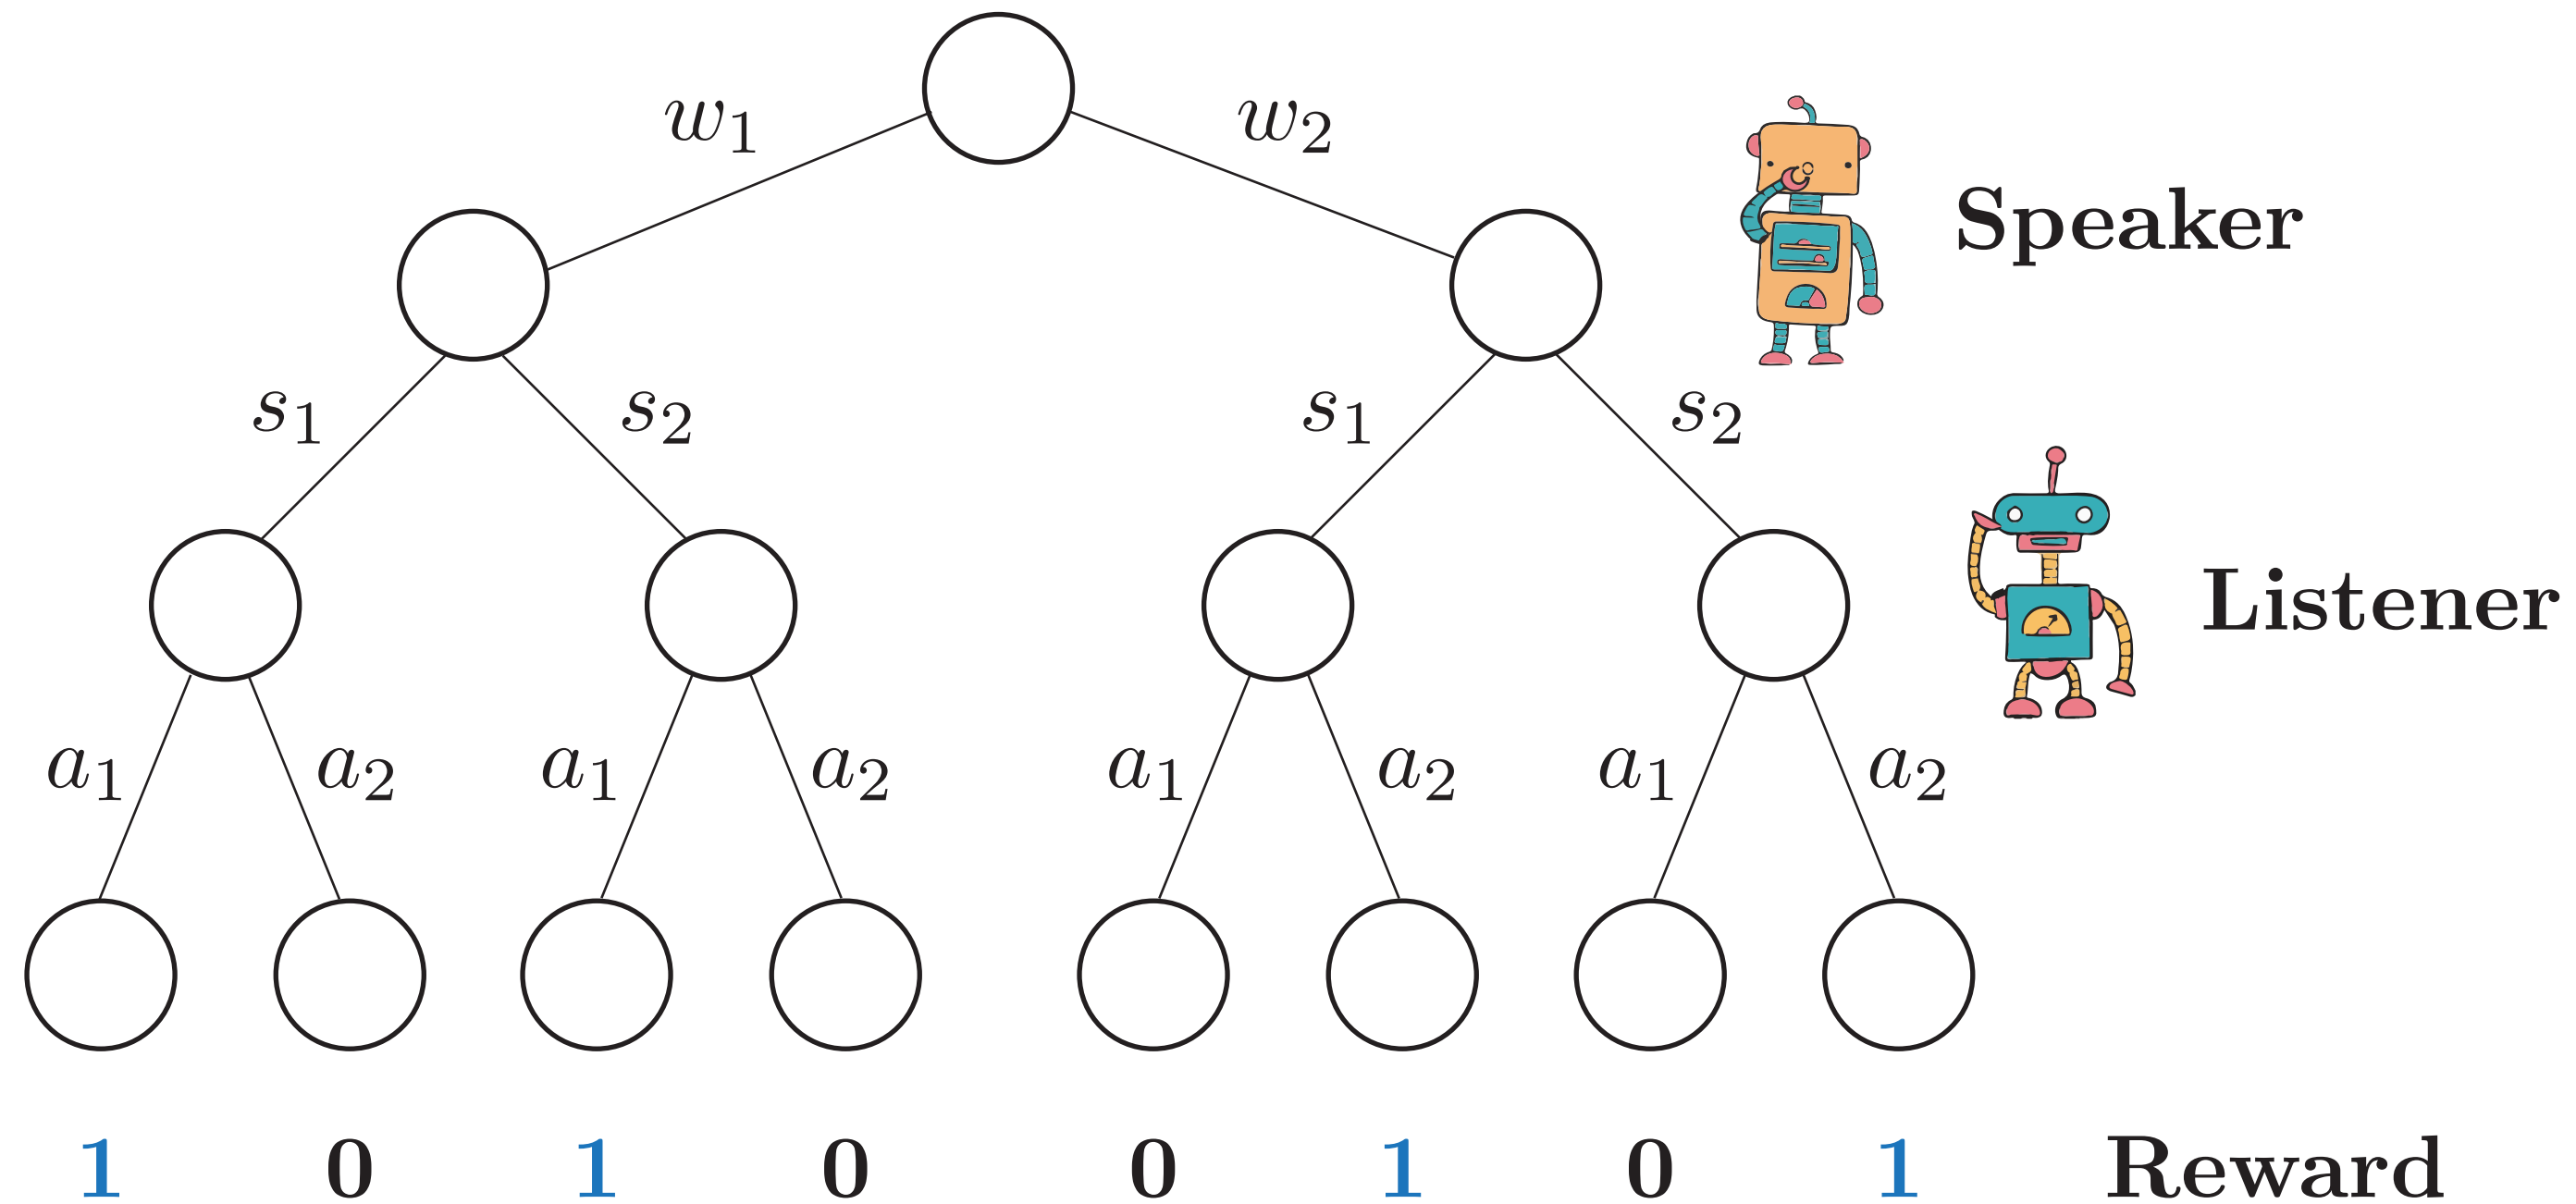 w₁ w₂
Speaker
s₁ s₂ s₁ s₂
Listener
a₁ a₂ a₁ a₂ a₁ a₂ a₁ a₂
1 0 1 0 0 1 0 1 Reward